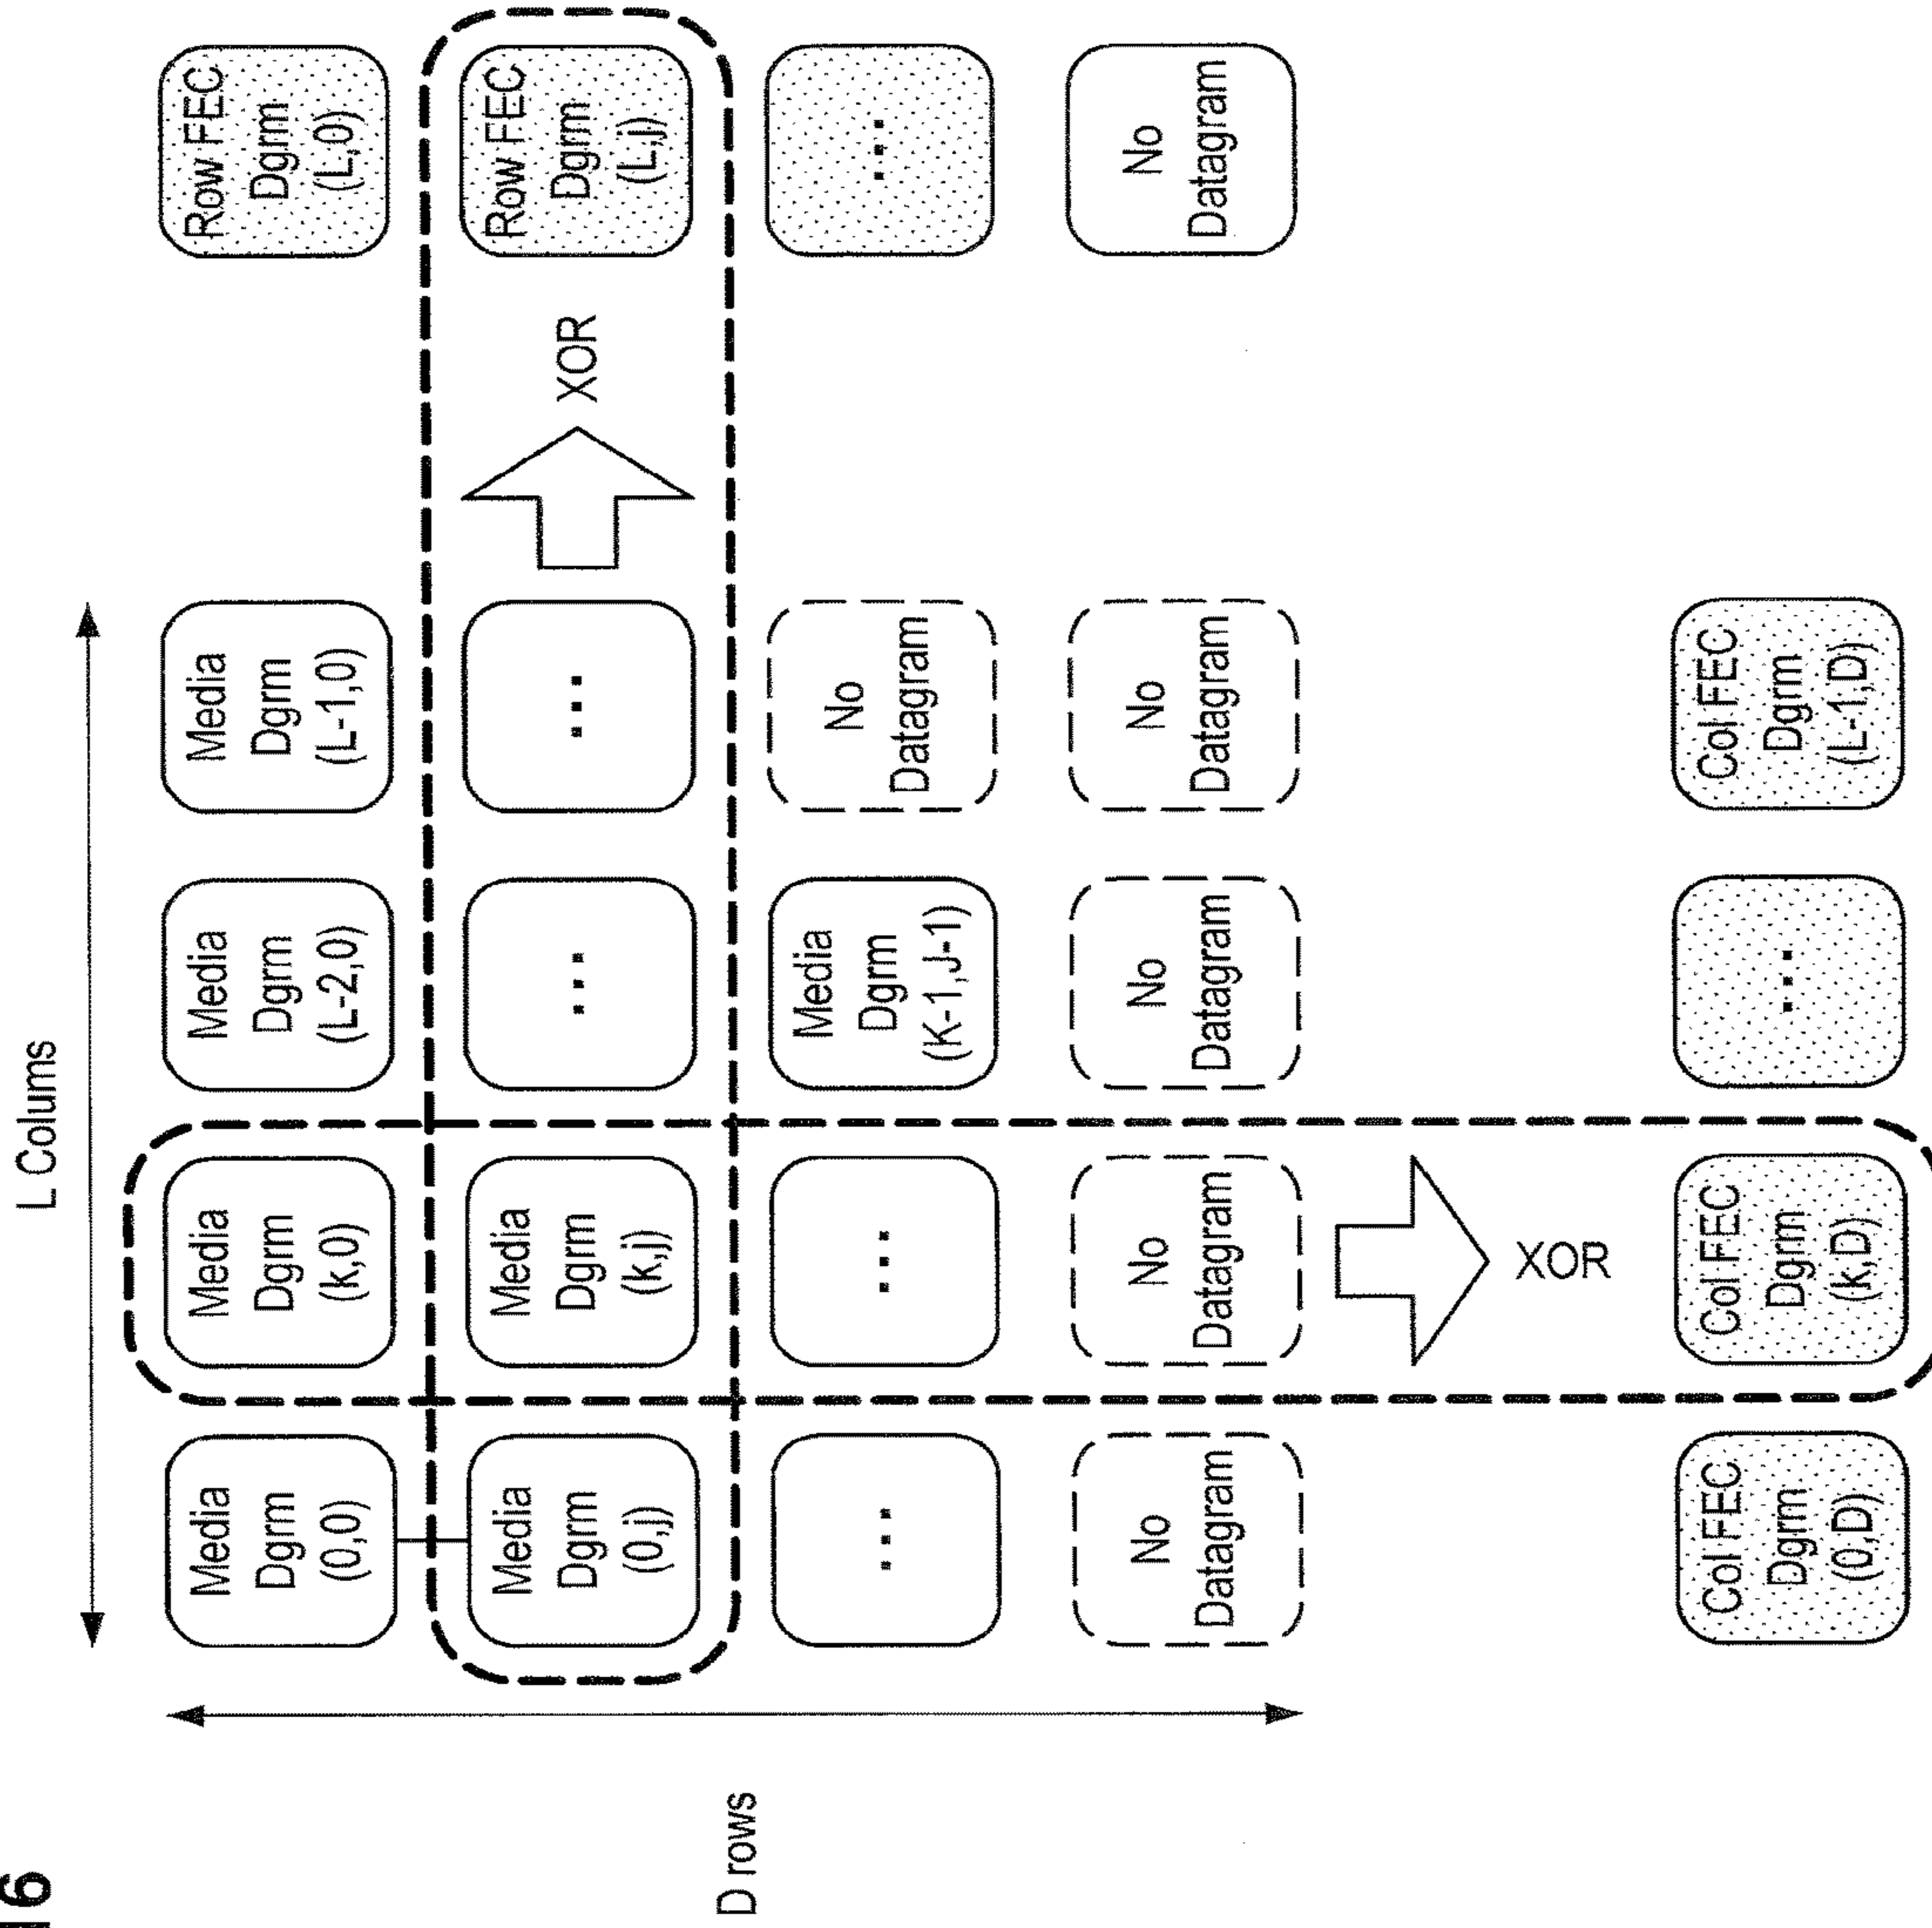 6
L Colums
Media
Dgrm
(0,0)
Media
Dgrm
(k,0)
Media
Dgrm
(L-2,0)
Media
Dgrm
(L-1,0)
Row FEC
Dgrm
(L,0)
D rows
Media
Dgrm
(0,j)
Media
Dgrm
(k,j)
...
...
XOR
Row FEC
Dgrm
(L,j)
...
...
Media
Dgrm
(K-1,J-1)
No
Datagram
...
No
Datagram
No
Datagram
No
Datagram
No
Datagram
No
Datagram
XOR
Col FEC
Dgrm
(0,D)
Col FEC
Dgrm
(k,D)
...
Col FEC
Dgrm
(L-1,D)